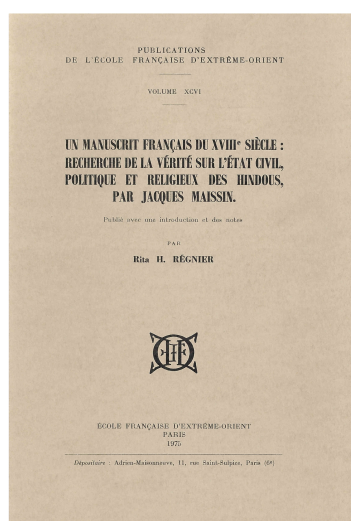 PUBLICATIONS
DE L'ÉCOLE FRANÇAISE D'EXTRÊME-ORIENT
VOLUME XCVI
UN MANUSCRIT FRANÇAIS DU XVIIIe SIÈCLE :
RECHERCHE DE LA VÉRITÉ SUR L'ÉTAT CIVIL,
POLITIQUE ET RELIGIEUX DES HINDOUS,
PAR JACQUES MAISSIN.
Publié avec une introduction et des notes
PAR
Rita H. RÉGNIER
ÉCOLE FRANÇAISE D'EXTRÊME-ORIENT
PARIS
1975
Dépositaire : Adrien-Maisonneuve, 11, rue Saint-Sulpice, Paris (6e)